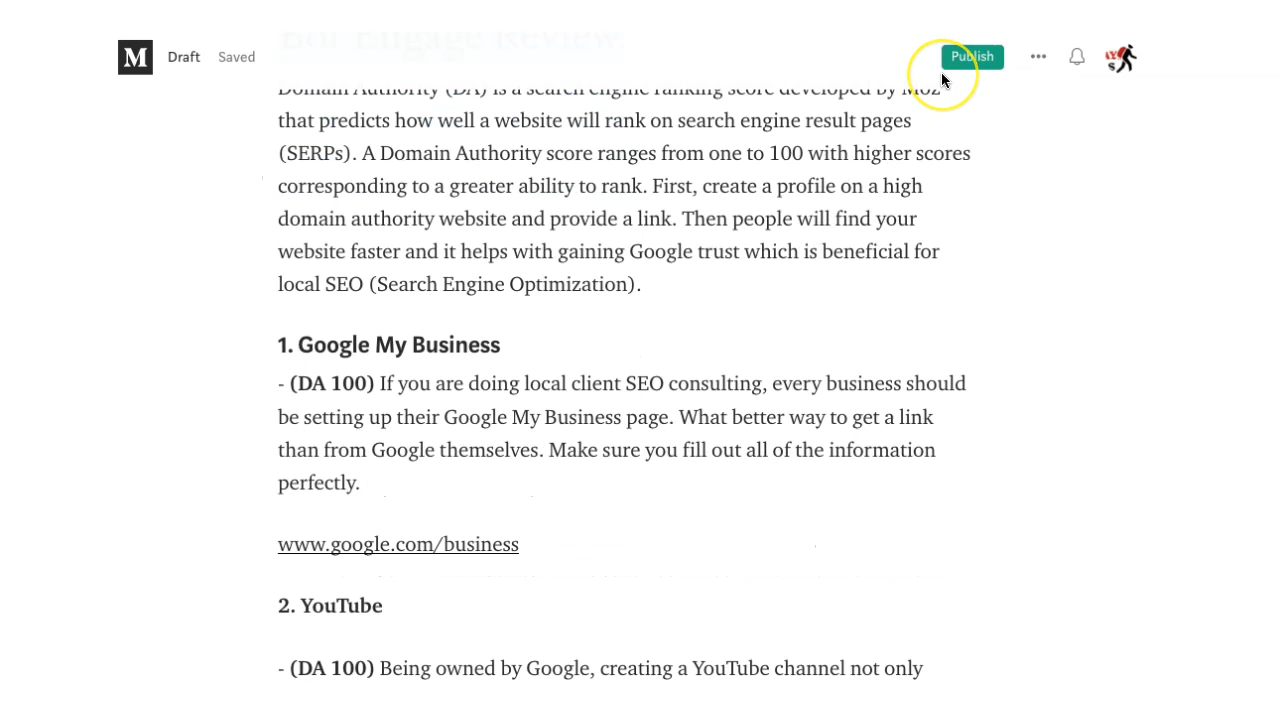 Bot Engage Review
M Draft Saved Publish
Domain Authority (DA) is a search engine ranking score developed by Moz
that predicts how well a website will rank on search engine result pages
(SERPs). A Domain Authority score ranges from one to 100 with higher scores
corresponding to a greater ability to rank. First, create a profile on a high
domain authority website and provide a link. Then people will find your
website faster and it helps with gaining Google trust which is beneficial for
local SEO (Search Engine Optimization).
1. Google My Business
- (DA 100) If you are doing local client SEO consulting, every business should
be setting up their Google My Business page. What better way to get a link
than from Google themselves. Make sure you fill out all of the information
perfectly.
www.google.com/business
2. YouTube
- (DA 100) Being owned by Google, creating a YouTube channel not only